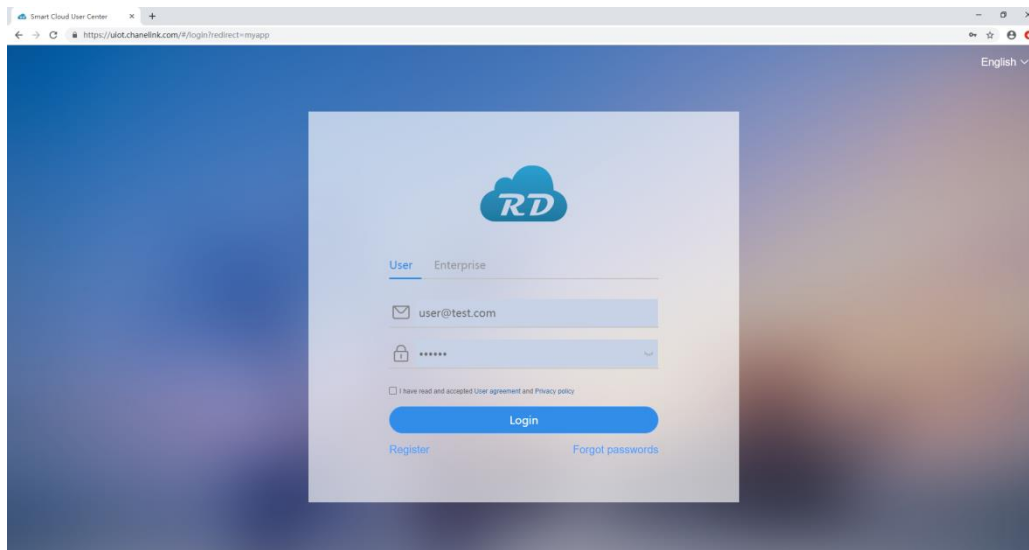 Smart Cloud User Center
https://uiot.chanelink.com/#/login?redirect=myapp
English
RD
User Enterprise
user@test.com
••••••
I have read and accepted User agreement and Privacy policy
Login
Register Forgot passwords